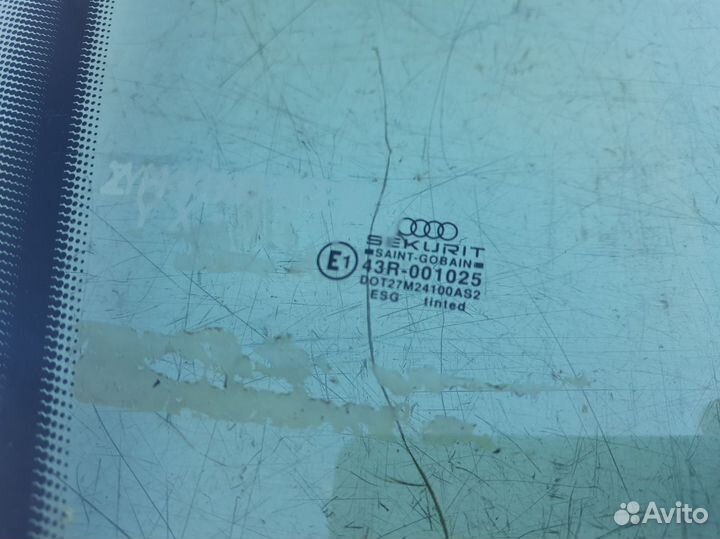 SEKURIT
SAINT-GOBAIN
E1 43R-001025
DOT27M24100AS2
ESG tinted
Avito